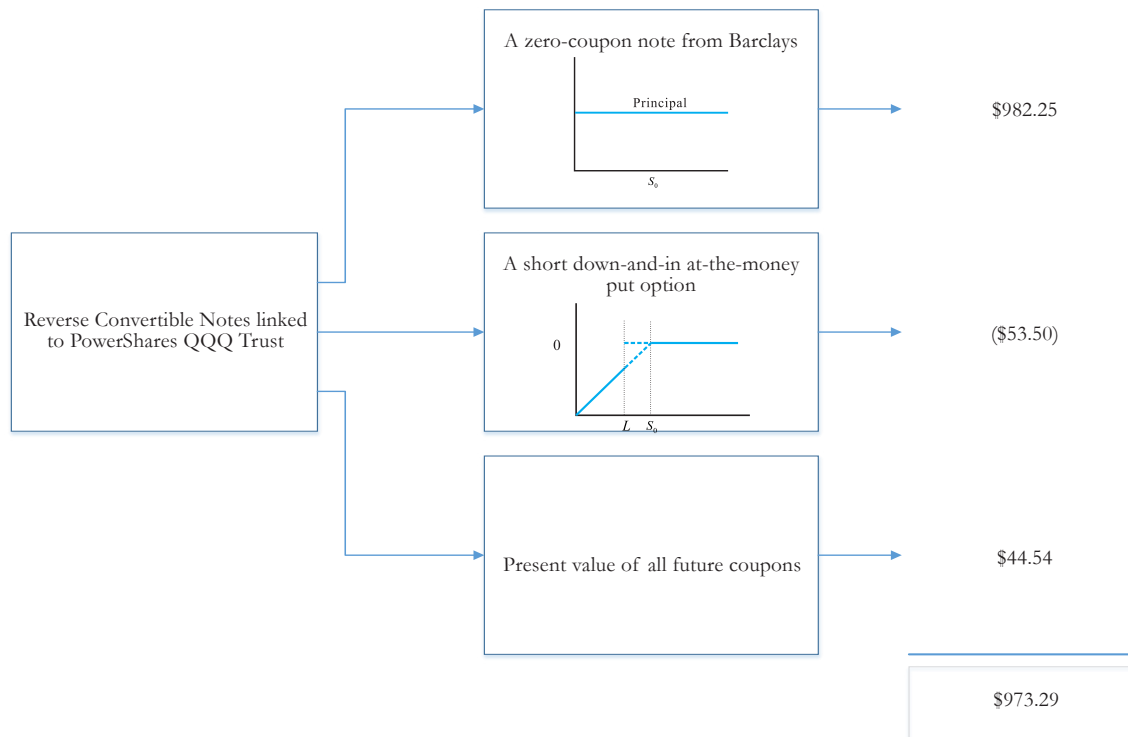 A zero-coupon note from Barclays
Principal
S₀
$982.25
Reverse Convertible Notes linked
to PowerShares QQQ Trust
A short down-and-in at-the-money
put option
0
L S₀
($53.50)
Present value of all future coupons
$44.54
$973.29